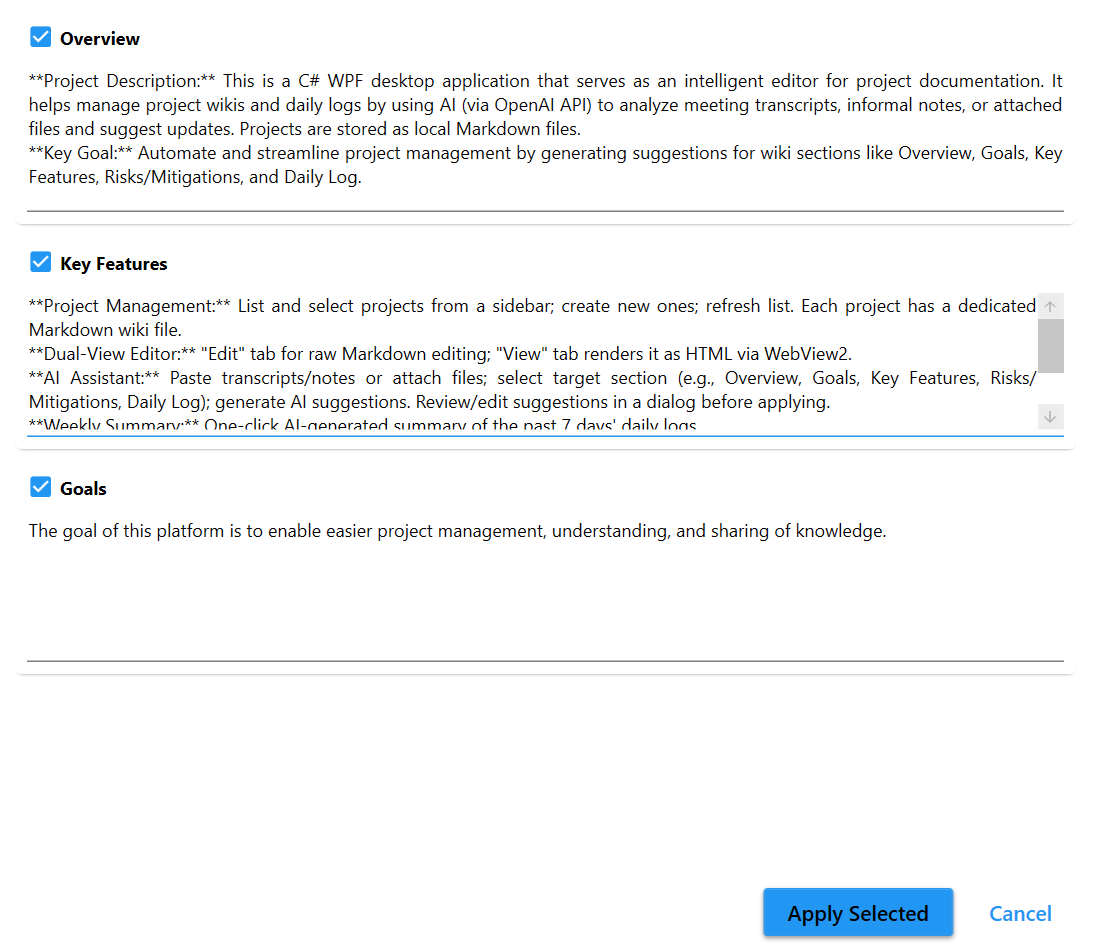 Overview
**Project Description:** This is a C# WPF desktop application that serves as an intelligent editor for project documentation. It
helps manage project wikis and daily logs by using AI (via OpenAI API) to analyze meeting transcripts, informal notes, or attached
files and suggest updates. Projects are stored as local Markdown files.
**Key Goal:** Automate and streamline project management by generating suggestions for wiki sections like Overview, Goals, Key
Features, Risks/Mitigations, and Daily Log.
Key Features
**Project Management:** List and select projects from a sidebar; create new ones; refresh list. Each project has a dedicated
Markdown wiki file.
**Dual-View Editor:** "Edit" tab for raw Markdown editing; "View" tab renders it as HTML via WebView2.
**AI Assistant:** Paste transcripts/notes or attach files; select target section (e.g., Overview, Goals, Key Features, Risks/
Mitigations, Daily Log); generate AI suggestions. Review/edit suggestions in a dialog before applying.
**Weekly Summary:** One-click AI-generated summary of the past 7 days' daily logs
Goals
The goal of this platform is to enable easier project management, understanding, and sharing of knowledge.
Apply Selected
Cancel